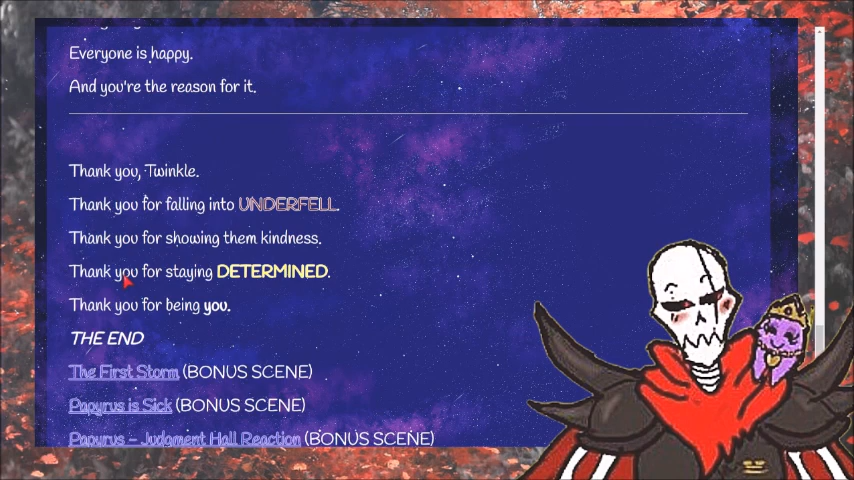 Everyone is happy.
And you're the reason for it.
Thank you, Twinkle.
Thank you for falling into UNDERFELL.
Thank you for showing them kindness.
Thank you for staying DETERMINED.
Thank you for being you.
THE END
The First Storm (BONUS SCENE)
Papyrus is Sick (BONUS SCENE)
Papyrus - Judgment Hall Reaction (BONUS SCENE)